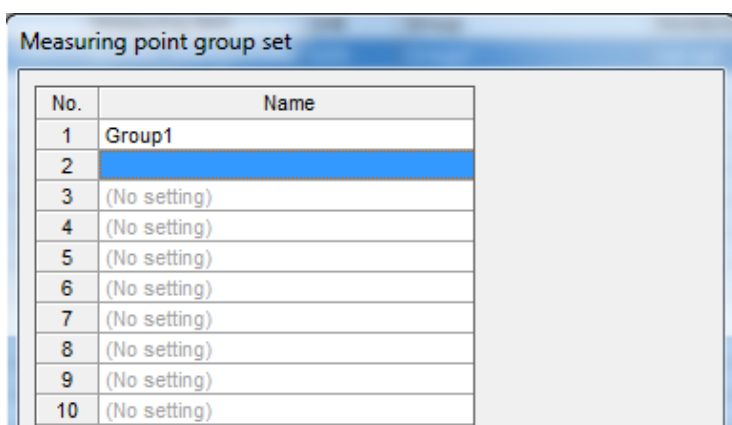 Measuring point group set
No. Name
1 Group1
2
3 (No setting)
4 (No setting)
5 (No setting)
6 (No setting)
7 (No setting)
8 (No setting)
9 (No setting)
10 (No setting)